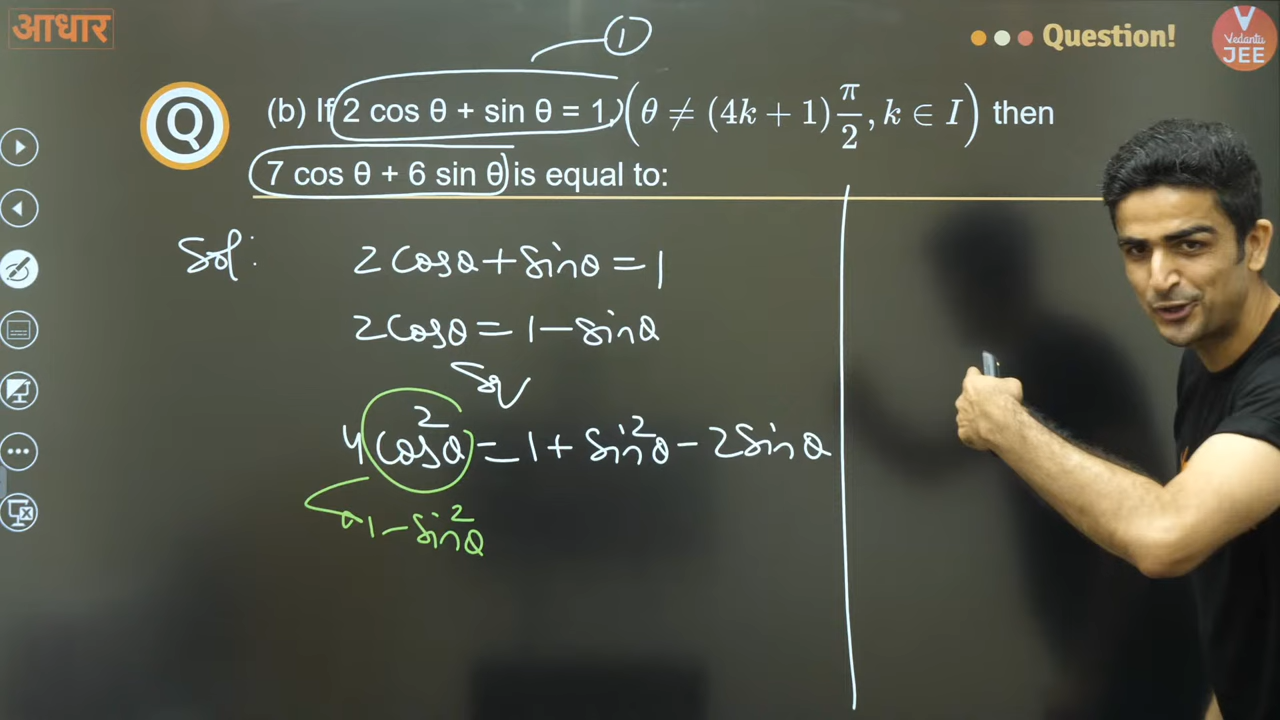 आधार
①
Question!
Vedantu
JEE
Q
(b) If 2 cos θ + sin θ = 1, (θ ≠ (4k + 1) π/2, k ∈ I) then
7 cos θ + 6 sin θ is equal to:
Sol:
2 cosθ + sinθ = 1
2 cosθ = 1 − sinθ
Sq
4 cos²θ = 1 + sin²θ − 2 sinθ
1 − sin²θ